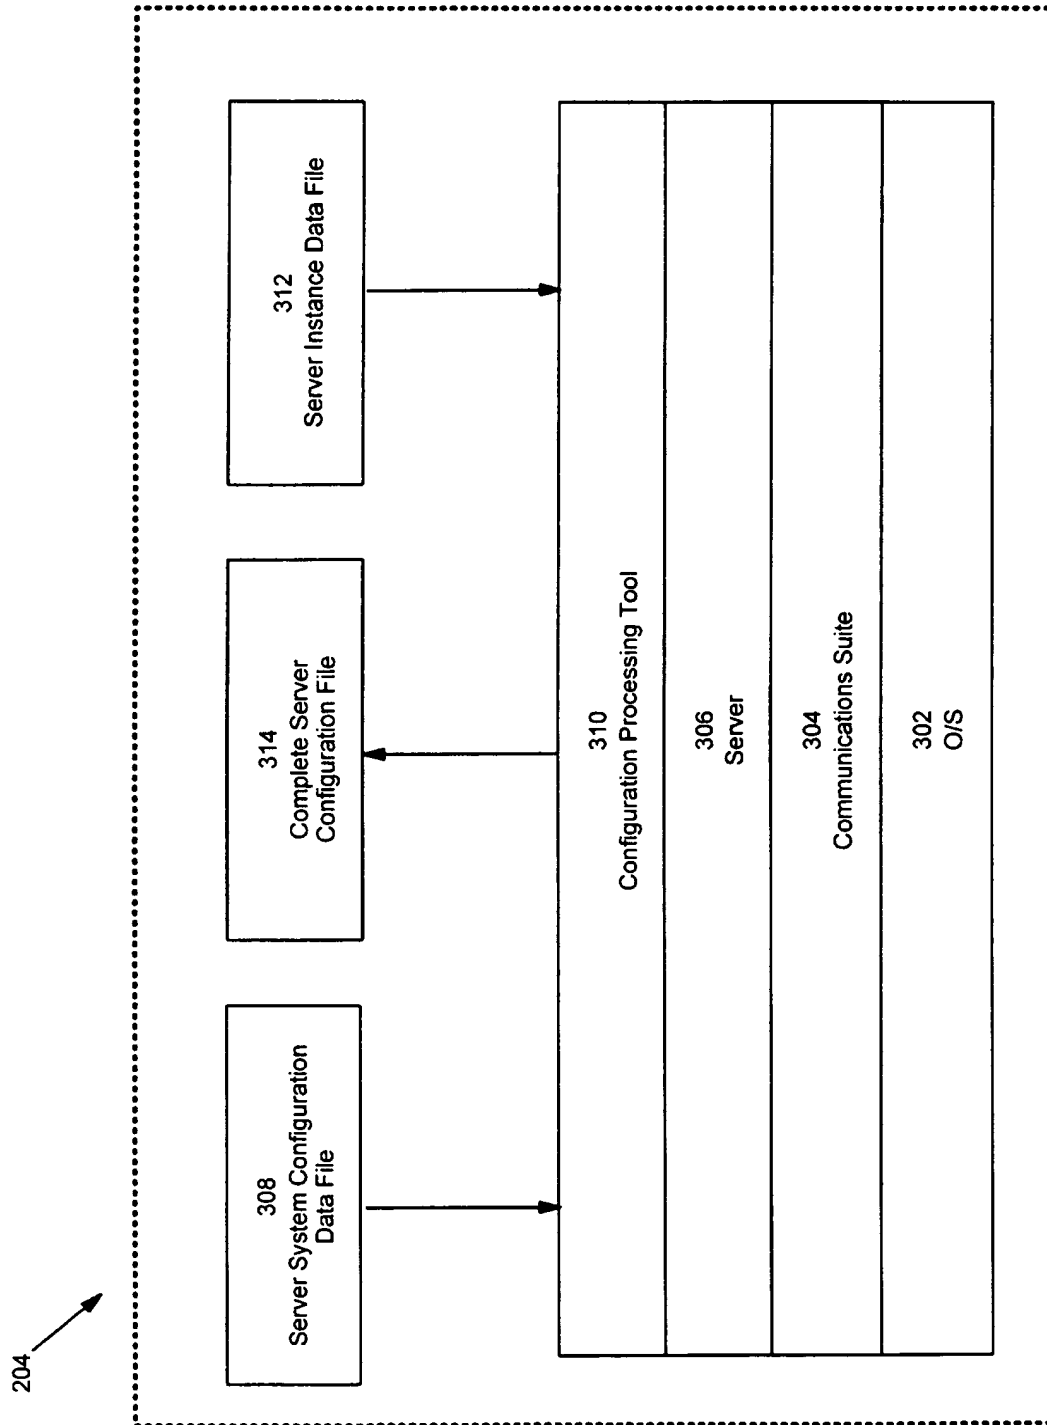 204
308
Server System Configuration
Data File
314
Complete Server
Configuration File
312
Server Instance Data File
310
Configuration Processing Tool
306
Server
304
Communications Suite
302
O/S